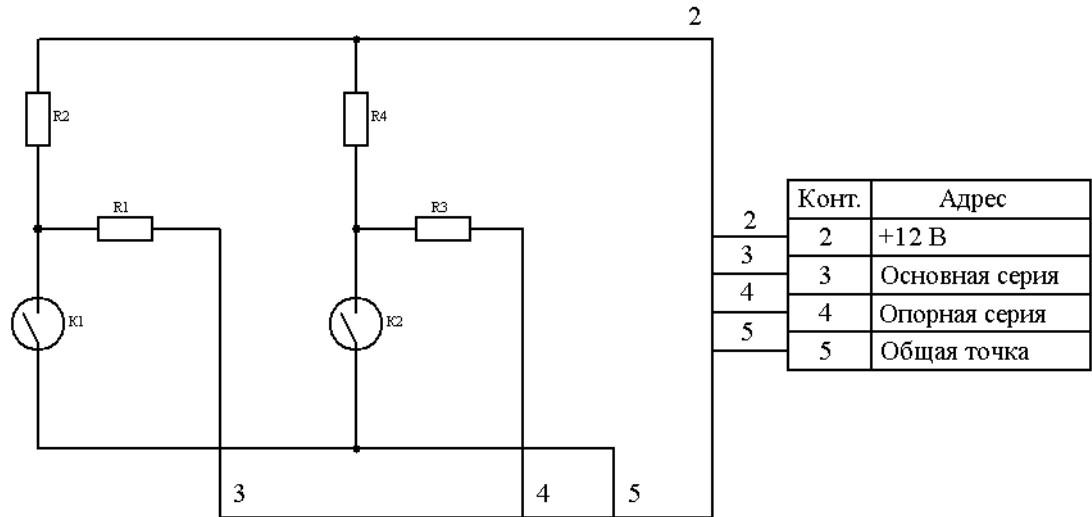 2
R2
R4
R1
R3
K1
K2
3
4
5
2
3
4
5
Конт. Адрес
2 +12 В
3 Основная серия
4 Опорная серия
5 Общая точка